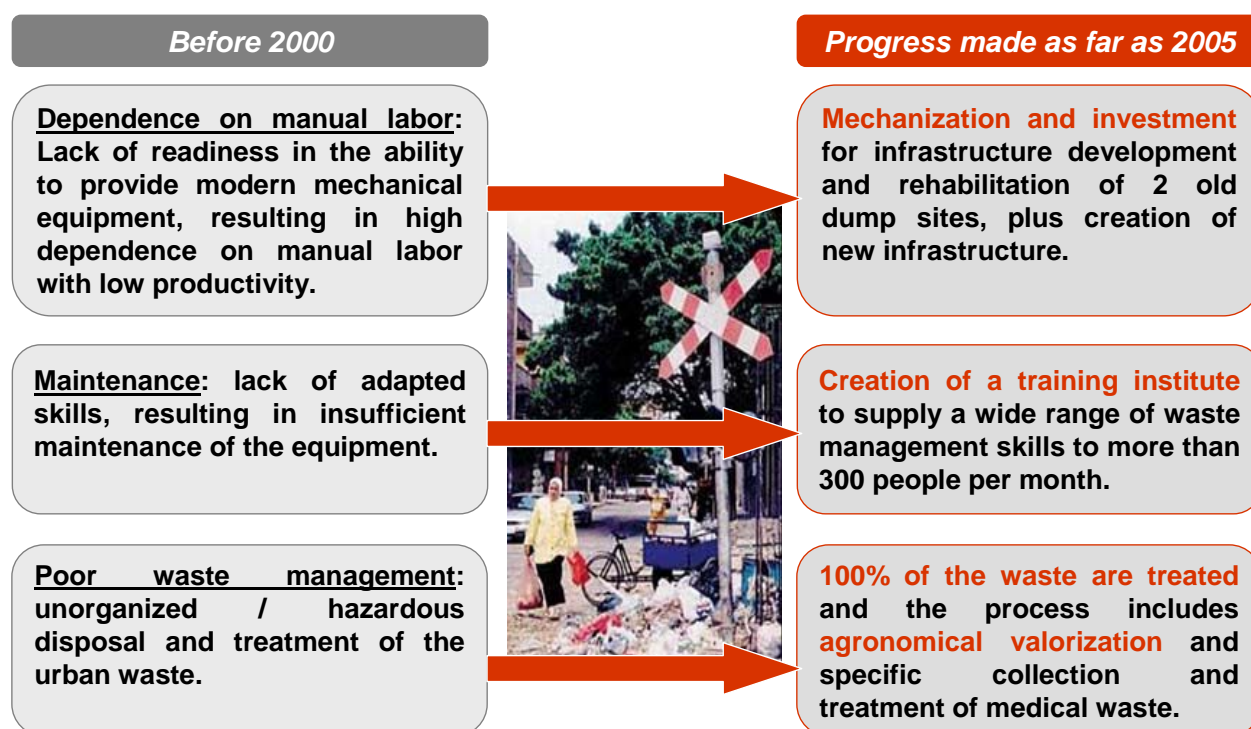 Before 2000
Progress made as far as 2005
Dependence on manual labor:
Lack of readiness in the ability
to provide modern mechanical
equipment, resulting in high
dependence on manual labor
with low productivity.
Mechanization and investment
for infrastructure development
and rehabilitation of 2 old
dump sites, plus creation of
new infrastructure.
Maintenance: lack of adapted
skills, resulting in insufficient
maintenance of the equipment.
Creation of a training institute
to supply a wide range of waste
management skills to more than
300 people per month.
Poor waste management:
unorganized / hazardous
disposal and treatment of the
urban waste.
100% of the waste are treated
and the process includes
agronomical valorization and
specific collection and
treatment of medical waste.